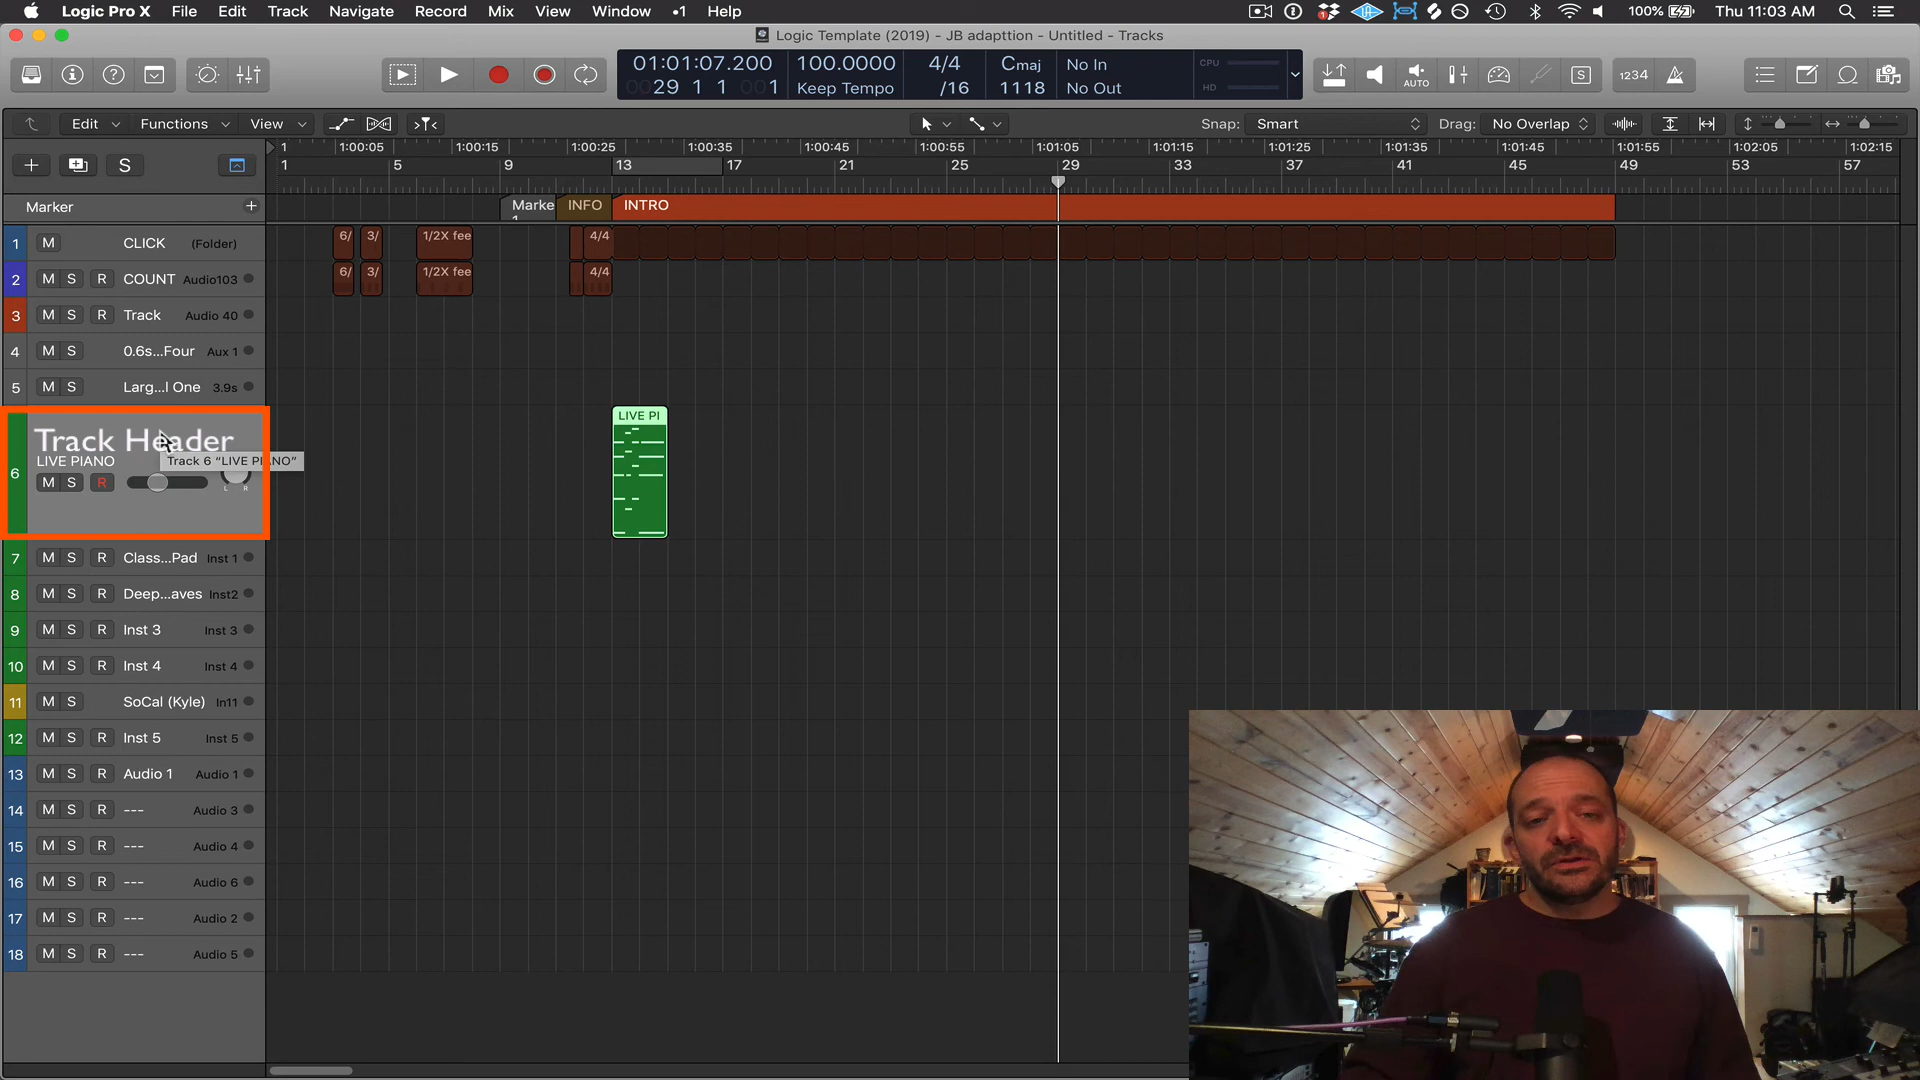 Logic Pro X File Edit Track Navigate Record Mix View Window •1 Help 100% Thu 11:03 AM
Logic Template (2019) - JB adapttion - Untitled - Tracks
01:01:07.200 100.0000 4/4 Cmaj No In CPU
0029 1 1 001 Keep Tempo /16 1118 No Out HD
AUTO S 1234
Edit Functions View Snap: Smart Drag: No Overlap
1 1:00:05 1:00:15 1:00:25 1:00:35 1:00:45 1:00:55 1:01:05 1:01:15 1:01:25 1:01:35 1:01:45 1:01:55 1:02:05 1:02:15
S 1 5 9 13 17 21 25 29 33 37 41 45 49 53 57
Marker + Marke INFO INTRO
1
1 M CLICK (Folder) 6/ 3/ 1/2X fee 4/4
2 M S R COUNT Audio103 6/ 3/ 1/2X fee 4/4
3 M S R Track Audio 40
4 M S 0.6s...Four Aux 1
5 M S Larg...l One 3.9s
LIVE PI
Track Header
LIVE PIANO Track 6 “LIVE PIANO”
6 M S R L R
7 M S R Class...Pad Inst 1
8 M S R Deep...aves Inst2
9 M S R Inst 3 Inst 3
10 M S R Inst 4 Inst 4
11 M S SoCal (Kyle) In11
12 M S R Inst 5 Inst 5
13 M S R Audio 1 Audio 1
14 M S R --- Audio 3
15 M S R --- Audio 4
16 M S R --- Audio 6
17 M S R --- Audio 2
18 M S R --- Audio 5